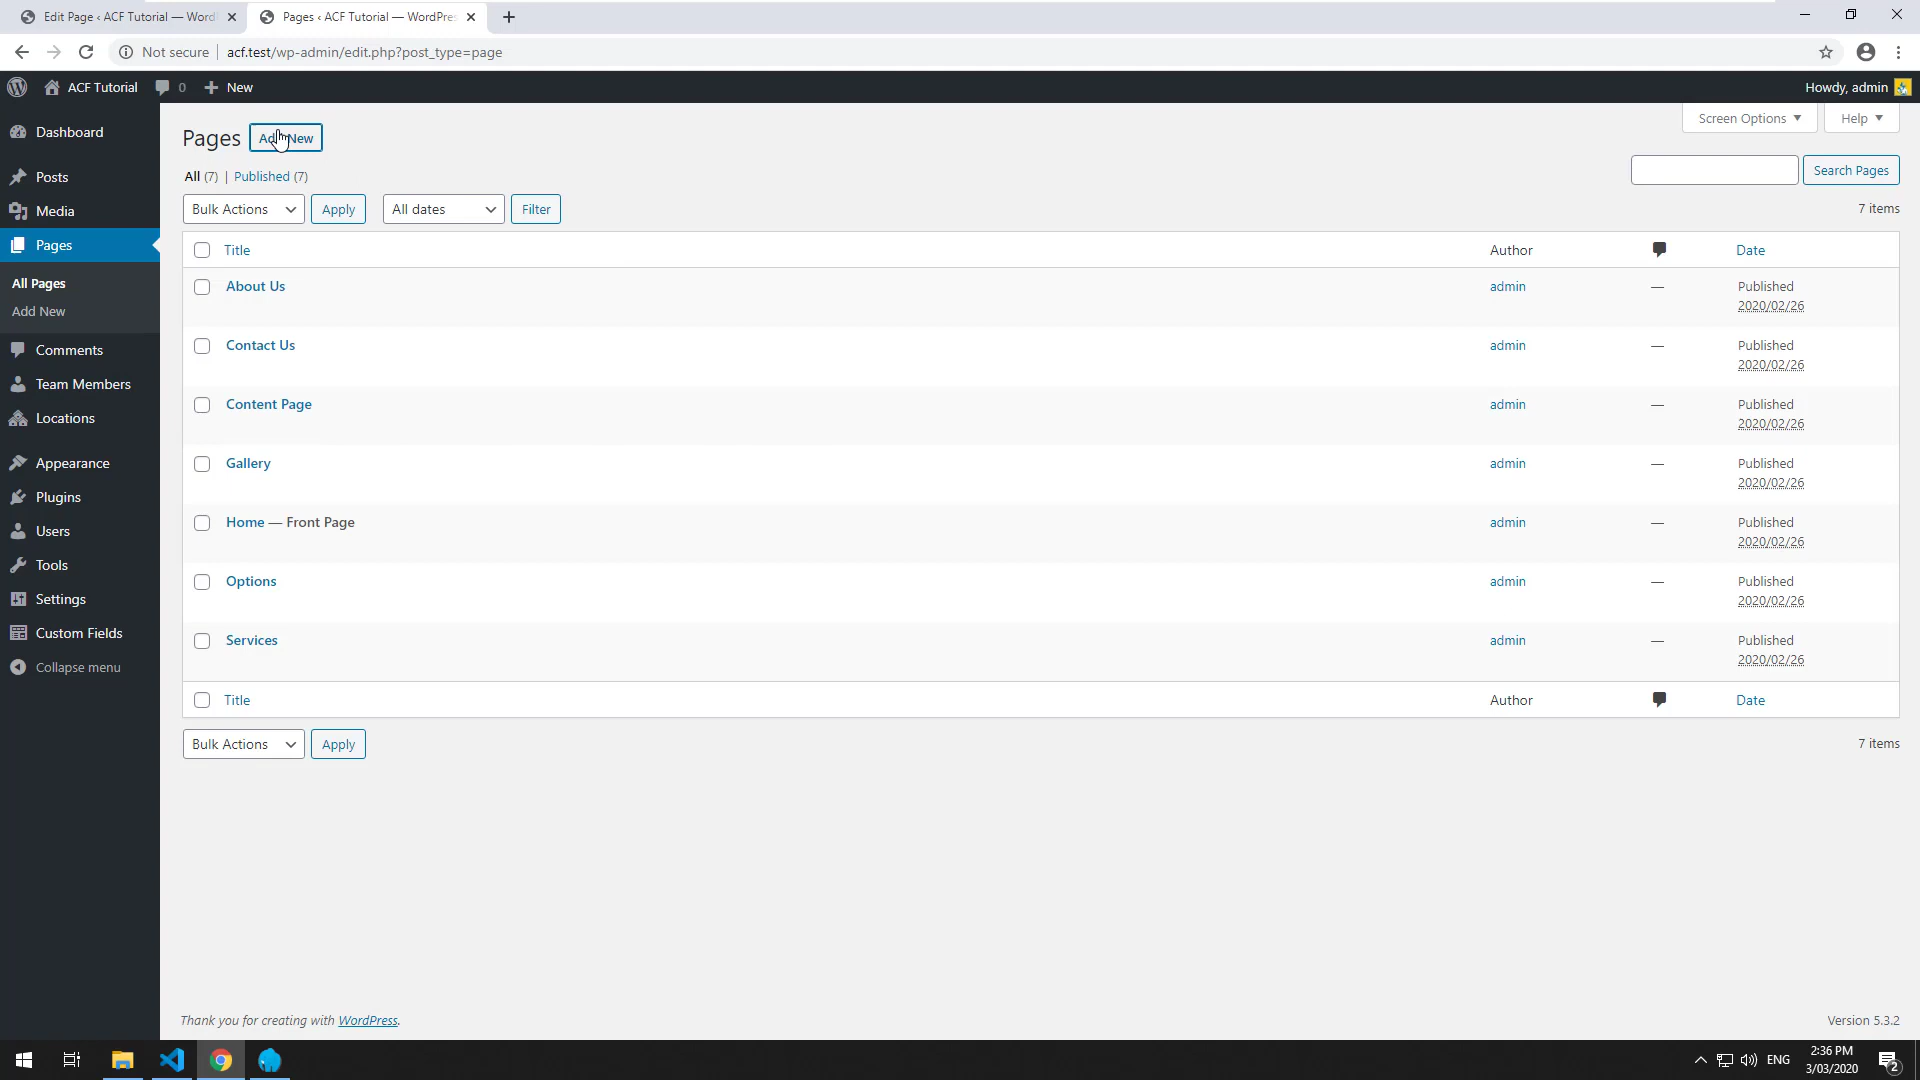 Edit Page ‹ ACF Tutorial — Word
Pages ‹ ACF Tutorial — WordPres
Not secure
acf.test/wp-admin/edit.php?post_type=page
ACF Tutorial
0
New
Howdy, admin
Dashboard
Posts
Media
Pages
All Pages
Add New
Comments
Team Members
Locations
Appearance
Plugins
Users
Tools
Settings
Custom Fields
Collapse menu
Pages
Add New
Screen Options
Help
All (7) | Published (7)
Search Pages
Bulk Actions
Apply
All dates
Filter
7 items
Title Author Date
About Us admin — Published
2020/02/26
Contact Us admin — Published
2020/02/26
Content Page admin — Published
2020/02/26
Gallery admin — Published
2020/02/26
Home — Front Page admin — Published
2020/02/26
Options admin — Published
2020/02/26
Services admin — Published
2020/02/26
Title Author Date
Bulk Actions
Apply
7 items
Thank you for creating with WordPress.
Version 5.3.2
ENG
2:36 PM
3/03/2020
2